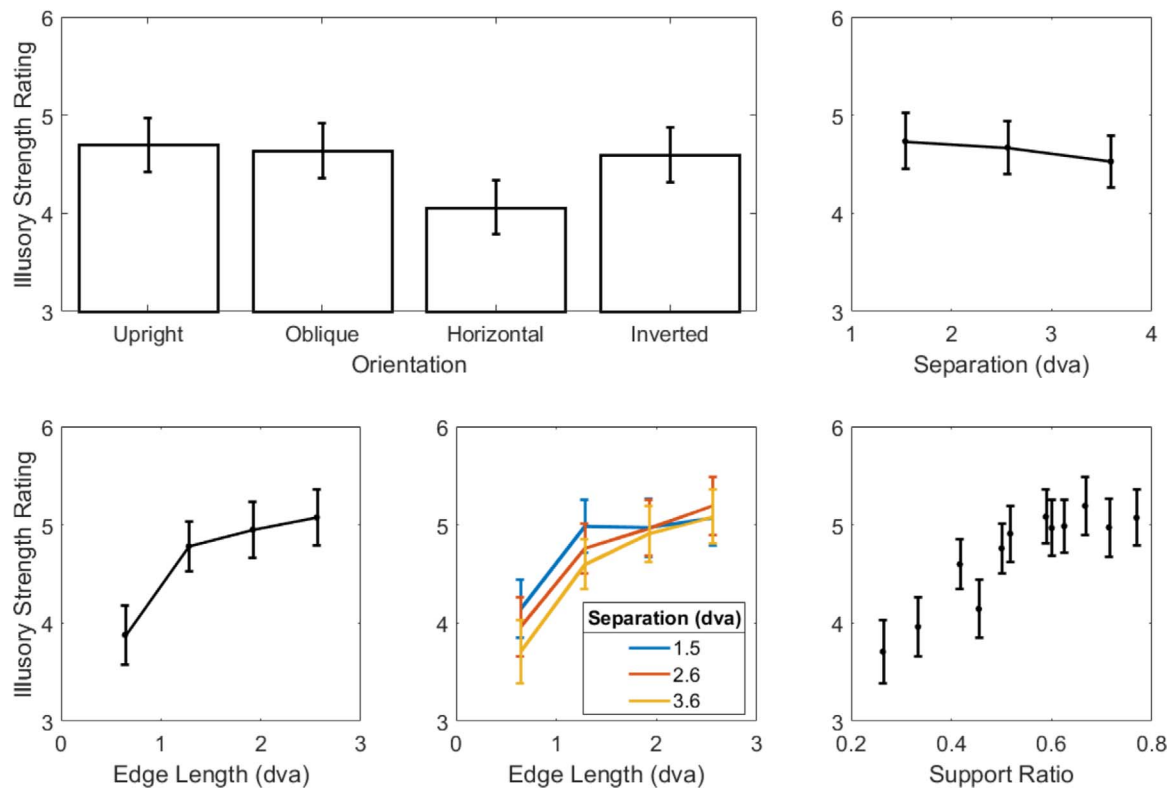 Illusory Strength Rating
6
5
4
3
Upright Oblique Horizontal Inverted
Orientation
6
5
4
3
1 2 3 4
Separation (dva)
Illusory Strength Rating
6
5
4
3
0 1 2 3
Edge Length (dva)
6
5
4
3
Separation (dva)
1.5
2.6
3.6
0 1 2 3
Edge Length (dva)
6
5
4
3
0.2 0.4 0.6 0.8
Support Ratio